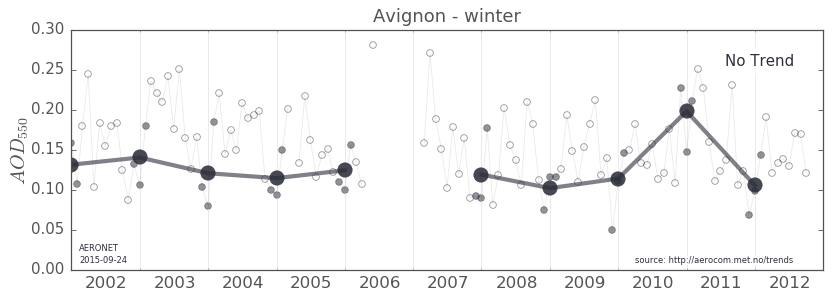 Avignon - winter
0.30
0.25
0.20
0.15
0.10
0.05
0.00
AOD550
No Trend
AERONET
2015-09-24
source: http://aerocom.met.no/trends
2002 2003 2004 2005 2006 2007 2008 2009 2010 2011 2012